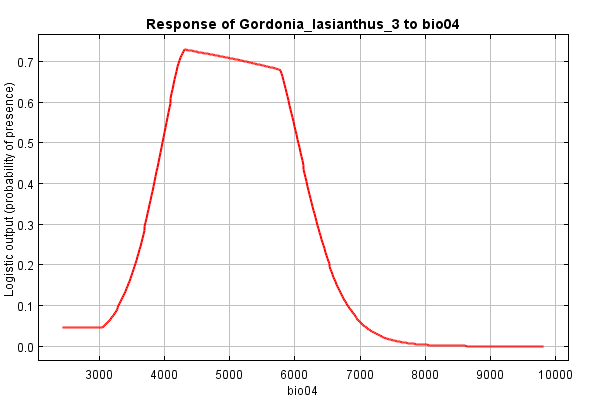 Response of Gordonia_lasianthus_3 to bio04
Logistic output (probability of presence)
0.7
0.6
0.5
0.4
0.3
0.2
0.1
0.0
3000 4000 5000 6000 7000 8000 9000 10000
bio04